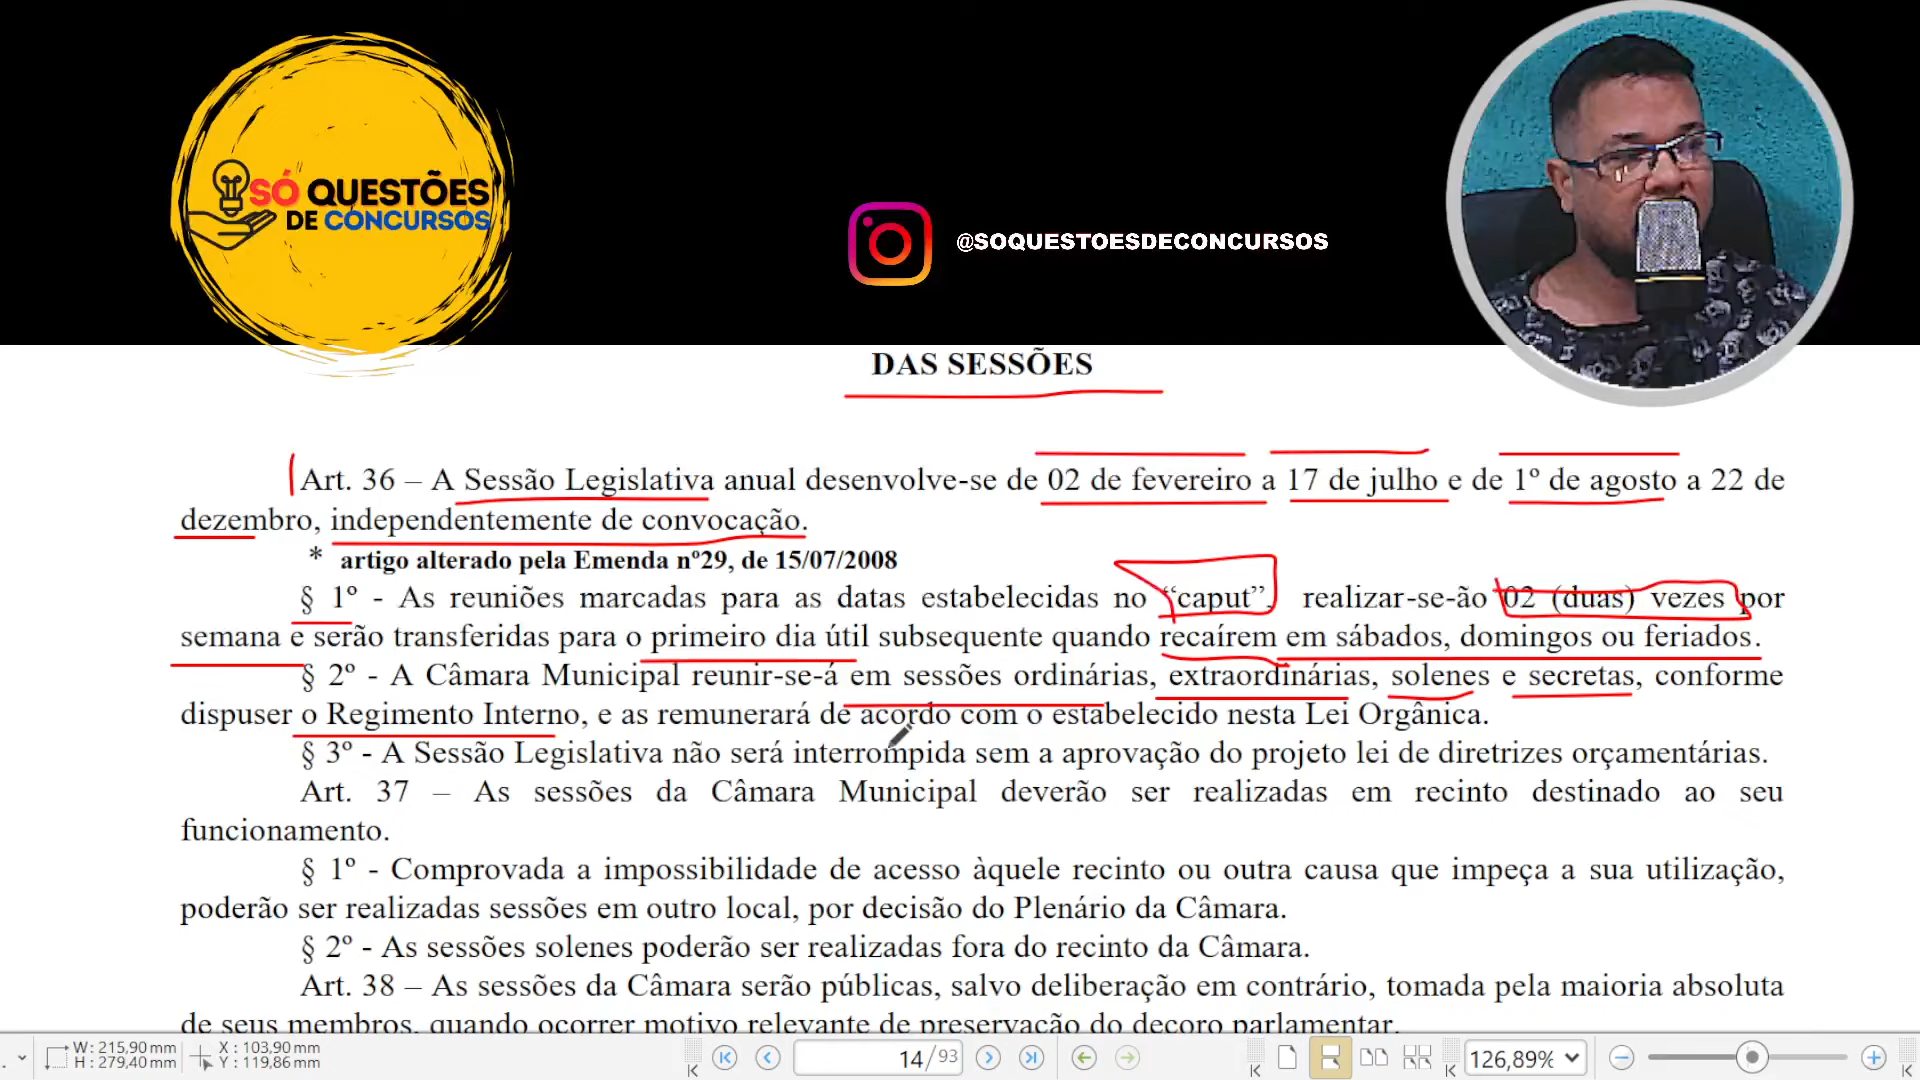 SÓ QUESTÕES
DE CONCURSOS
@SOQUESTOESDECONCURSOS
DAS SESSÕES
Art. 36 – A Sessão Legislativa anual desenvolve-se de 02 de fevereiro a 17 de julho e de 1º de agosto a 22 de
dezembro, independentemente de convocação.
* artigo alterado pela Emenda nº29, de 15/07/2008
§ 1º - As reuniões marcadas para as datas estabelecidas no “caput”, realizar-se-ão 02 (duas) vezes por
semana e serão transferidas para o primeiro dia útil subsequente quando recaírem em sábados, domingos ou feriados.
§ 2º - A Câmara Municipal reunir-se-á em sessões ordinárias, extraordinárias, solenes e secretas, conforme
dispuser o Regimento Interno, e as remunerará de acordo com o estabelecido nesta Lei Orgânica.
§ 3º - A Sessão Legislativa não será interrompida sem a aprovação do projeto lei de diretrizes orçamentárias.
Art. 37 – As sessões da Câmara Municipal deverão ser realizadas em recinto destinado ao seu
funcionamento.
§ 1º - Comprovada a impossibilidade de acesso àquele recinto ou outra causa que impeça a sua utilização,
poderão ser realizadas sessões em outro local, por decisão do Plenário da Câmara.
§ 2º - As sessões solenes poderão ser realizadas fora do recinto da Câmara.
Art. 38 – As sessões da Câmara serão públicas, salvo deliberação em contrário, tomada pela maioria absoluta
de seus membros, quando ocorrer motivo relevante de preservação do decoro parlamentar.
W: 215,90 mm X : 103,90 mm 14 / 93 126,89%
H : 279,40 mm Y : 119,86 mm